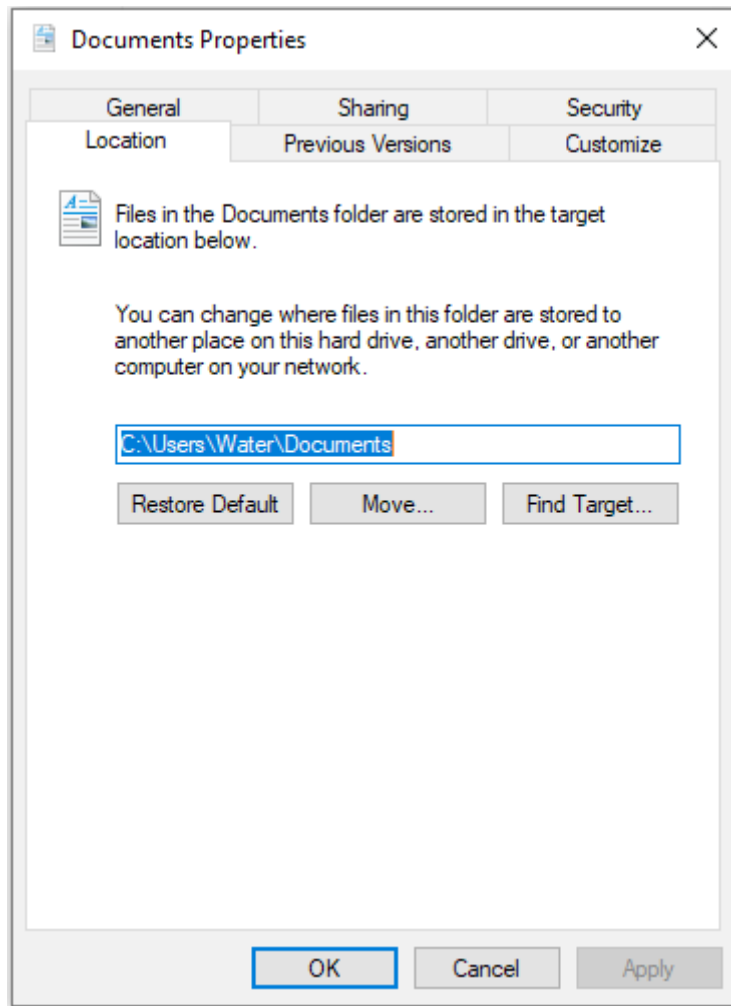 Documents Properties
General
Sharing
Security
Location
Previous Versions
Customize
Files in the Documents folder are stored in the target
location below.
You can change where files in this folder are stored to
another place on this hard drive, another drive, or another
computer on your network.
C:\Users\Water\Documents
Restore Default
Move...
Find Target...
OK
Cancel
Apply